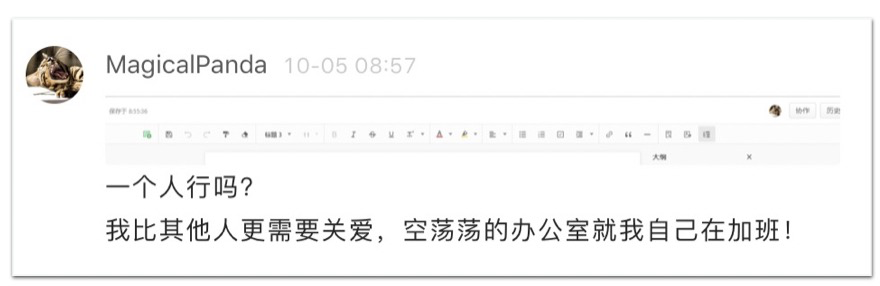 MagicalPanda 10-05 08:57
保存于 8:55:36
协作 历史
标题 3
大纲
一个人行吗?
我比其他人更需要关爱，空荡荡的办公室就我自己在加班！